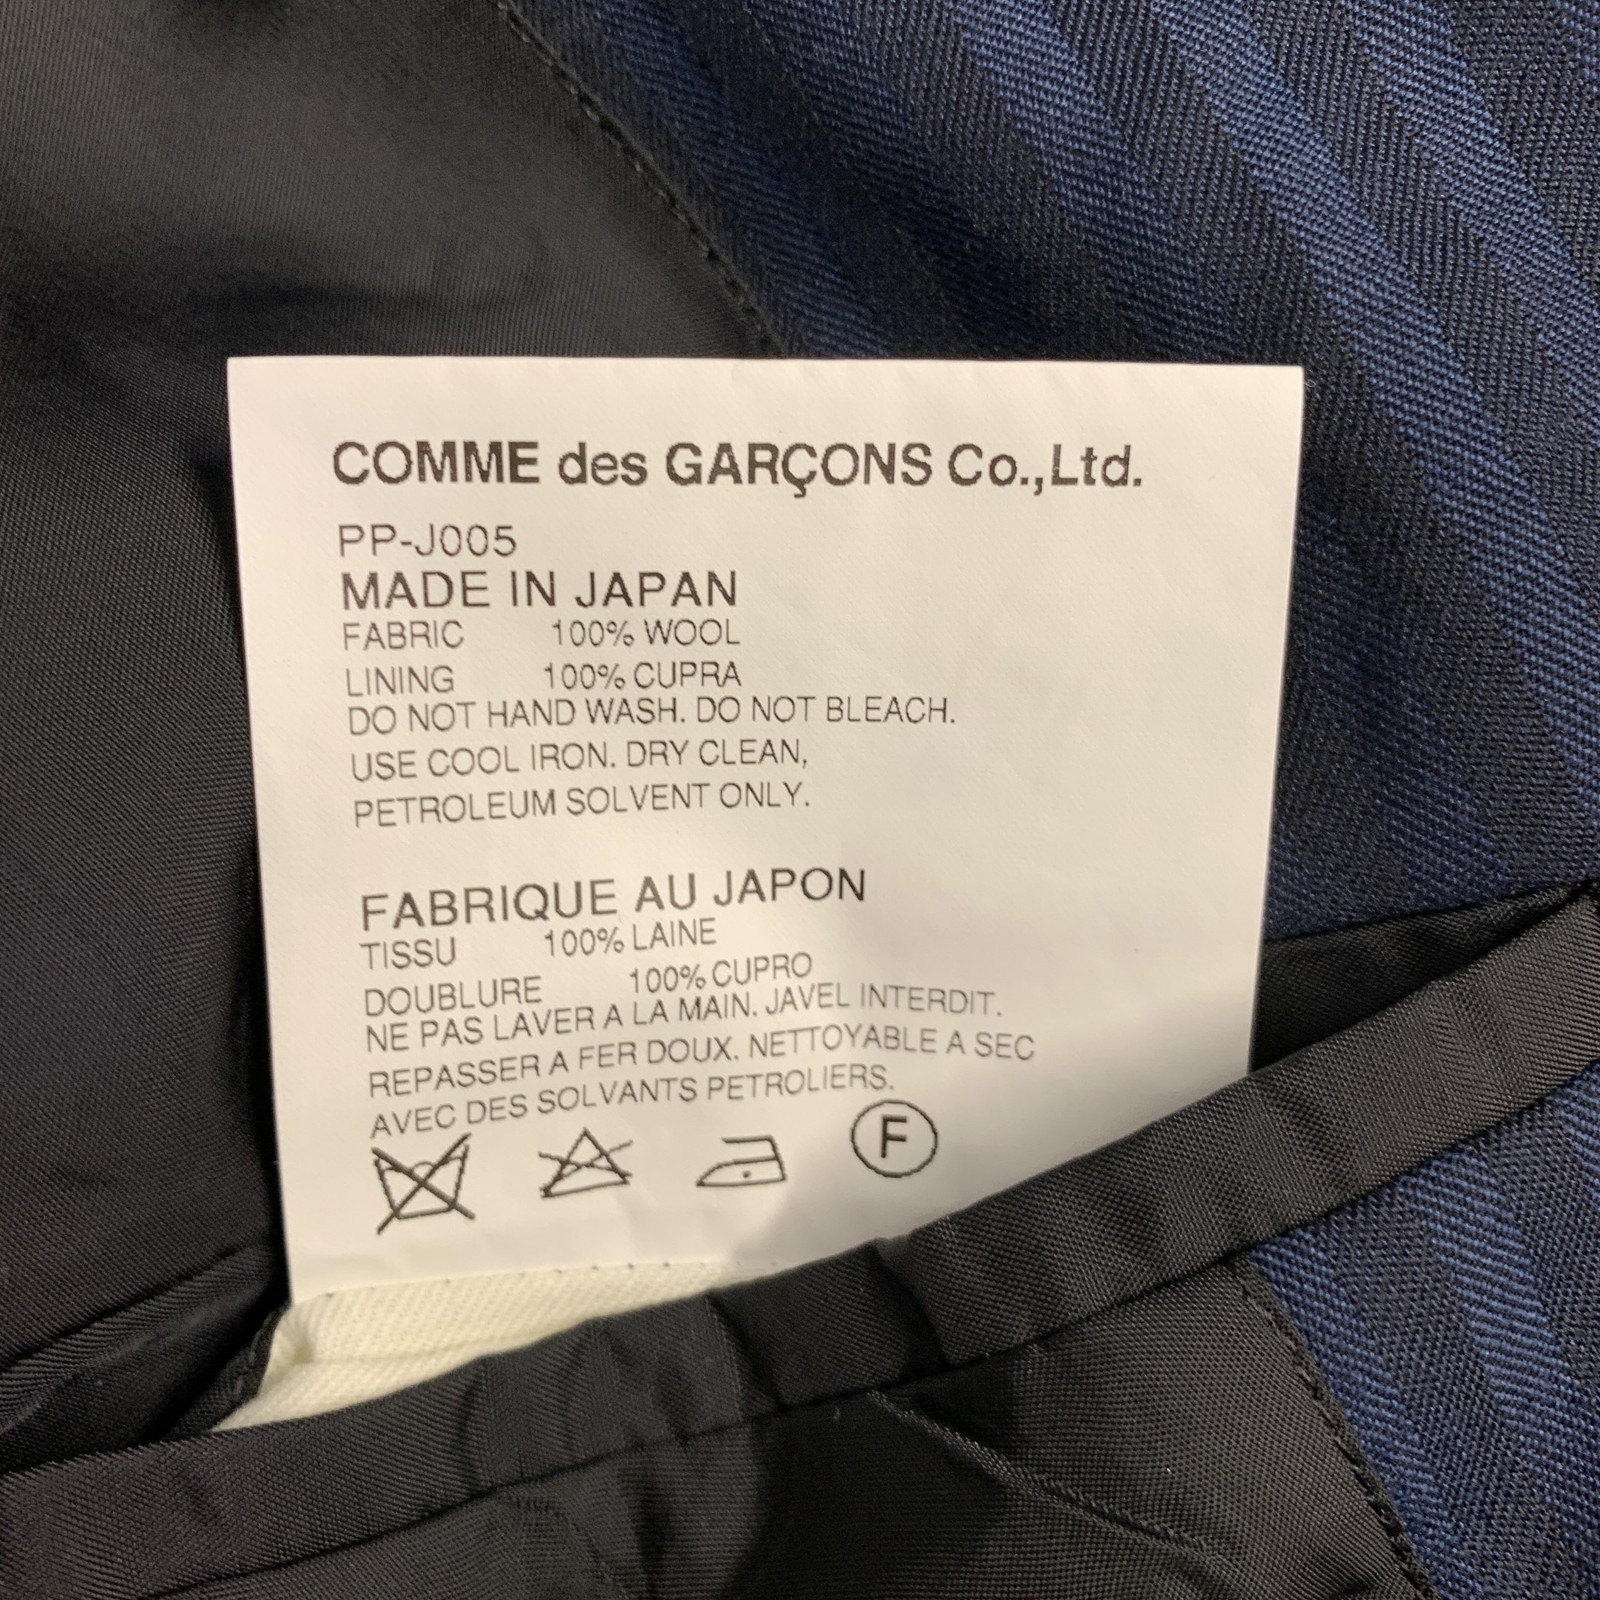 COMME des GARÇONS Co.,Ltd.
PP-J005
MADE IN JAPAN
FABRIC 100% WOOL
LINING 100% CUPRA
DO NOT HAND WASH. DO NOT BLEACH.
USE COOL IRON. DRY CLEAN,
PETROLEUM SOLVENT ONLY.
FABRIQUE AU JAPON
TISSU 100% LAINE
DOUBLURE 100% CUPRO
NE PAS LAVER A LA MAIN. JAVEL INTERDIT.
REPASSER A FER DOUX. NETTOYABLE A SEC
AVEC DES SOLVANTS PETROLIERS.
F